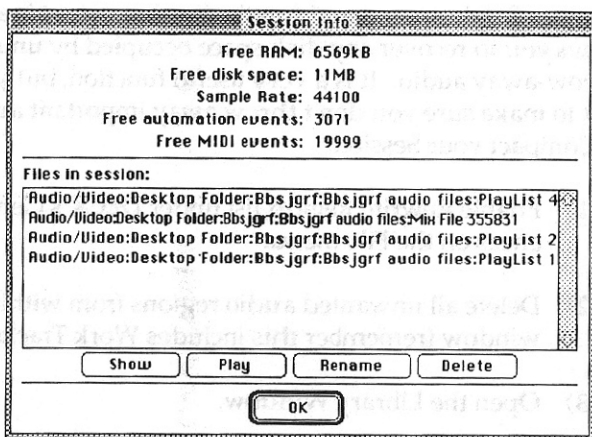 Session Info
Free RAM: 6569kB
Free disk space: 11MB
Sample Rate: 44100
Free automation events: 3071
Free MIDI events: 19999
Files in session:
Audio/Video:Desktop Folder:Bbsjgrf:Bbsjgrf audio files:PlayList 4
Audio/Video:Desktop Folder:Bbsjgrf:Bbsjgrf audio files:Mix File 355831
Audio/Video:Desktop Folder:Bbsjgrf:Bbsjgrf audio files:PlayList 2
Audio/Video:Desktop Folder:Bbsjgrf:Bbsjgrf audio files:PlayList 1
Show Play Rename Delete
OK